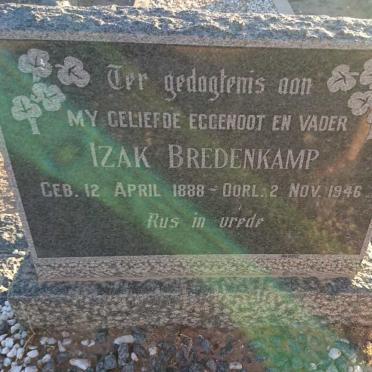 Ter gedagtenis aan
MY GELIEFDE EGGENOOT EN VADER
IZAK BREDENKAMP
GEB. 12 APRIL 1888 - OORL. 2 NOV. 1946
Rus in vrede